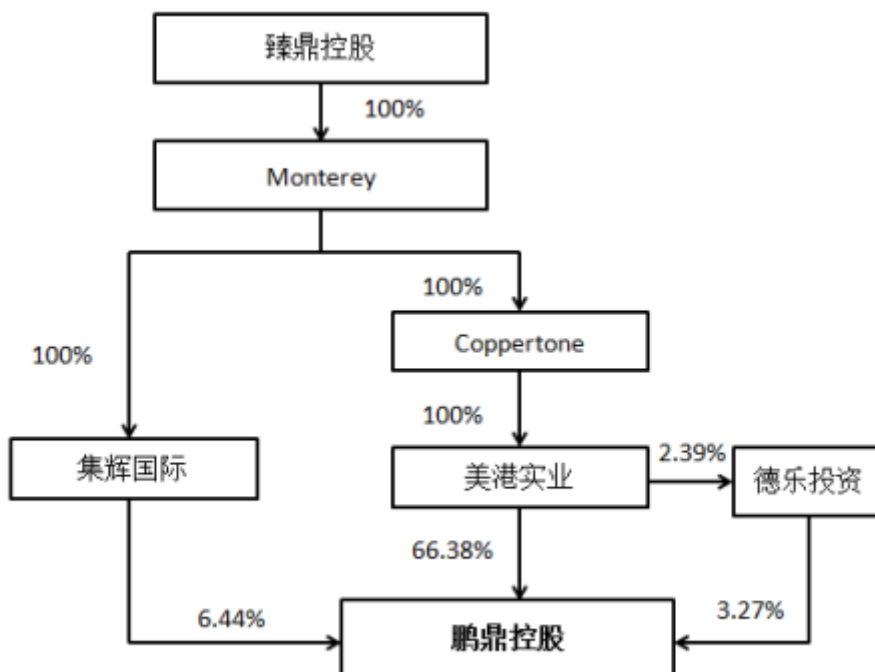 臻鼎控股
100%
Monterey
100%
Coppertone
100%
100%
集辉国际
美港实业
2.39%
德乐投资
66.38%
6.44%
鹏鼎控股
3.27%